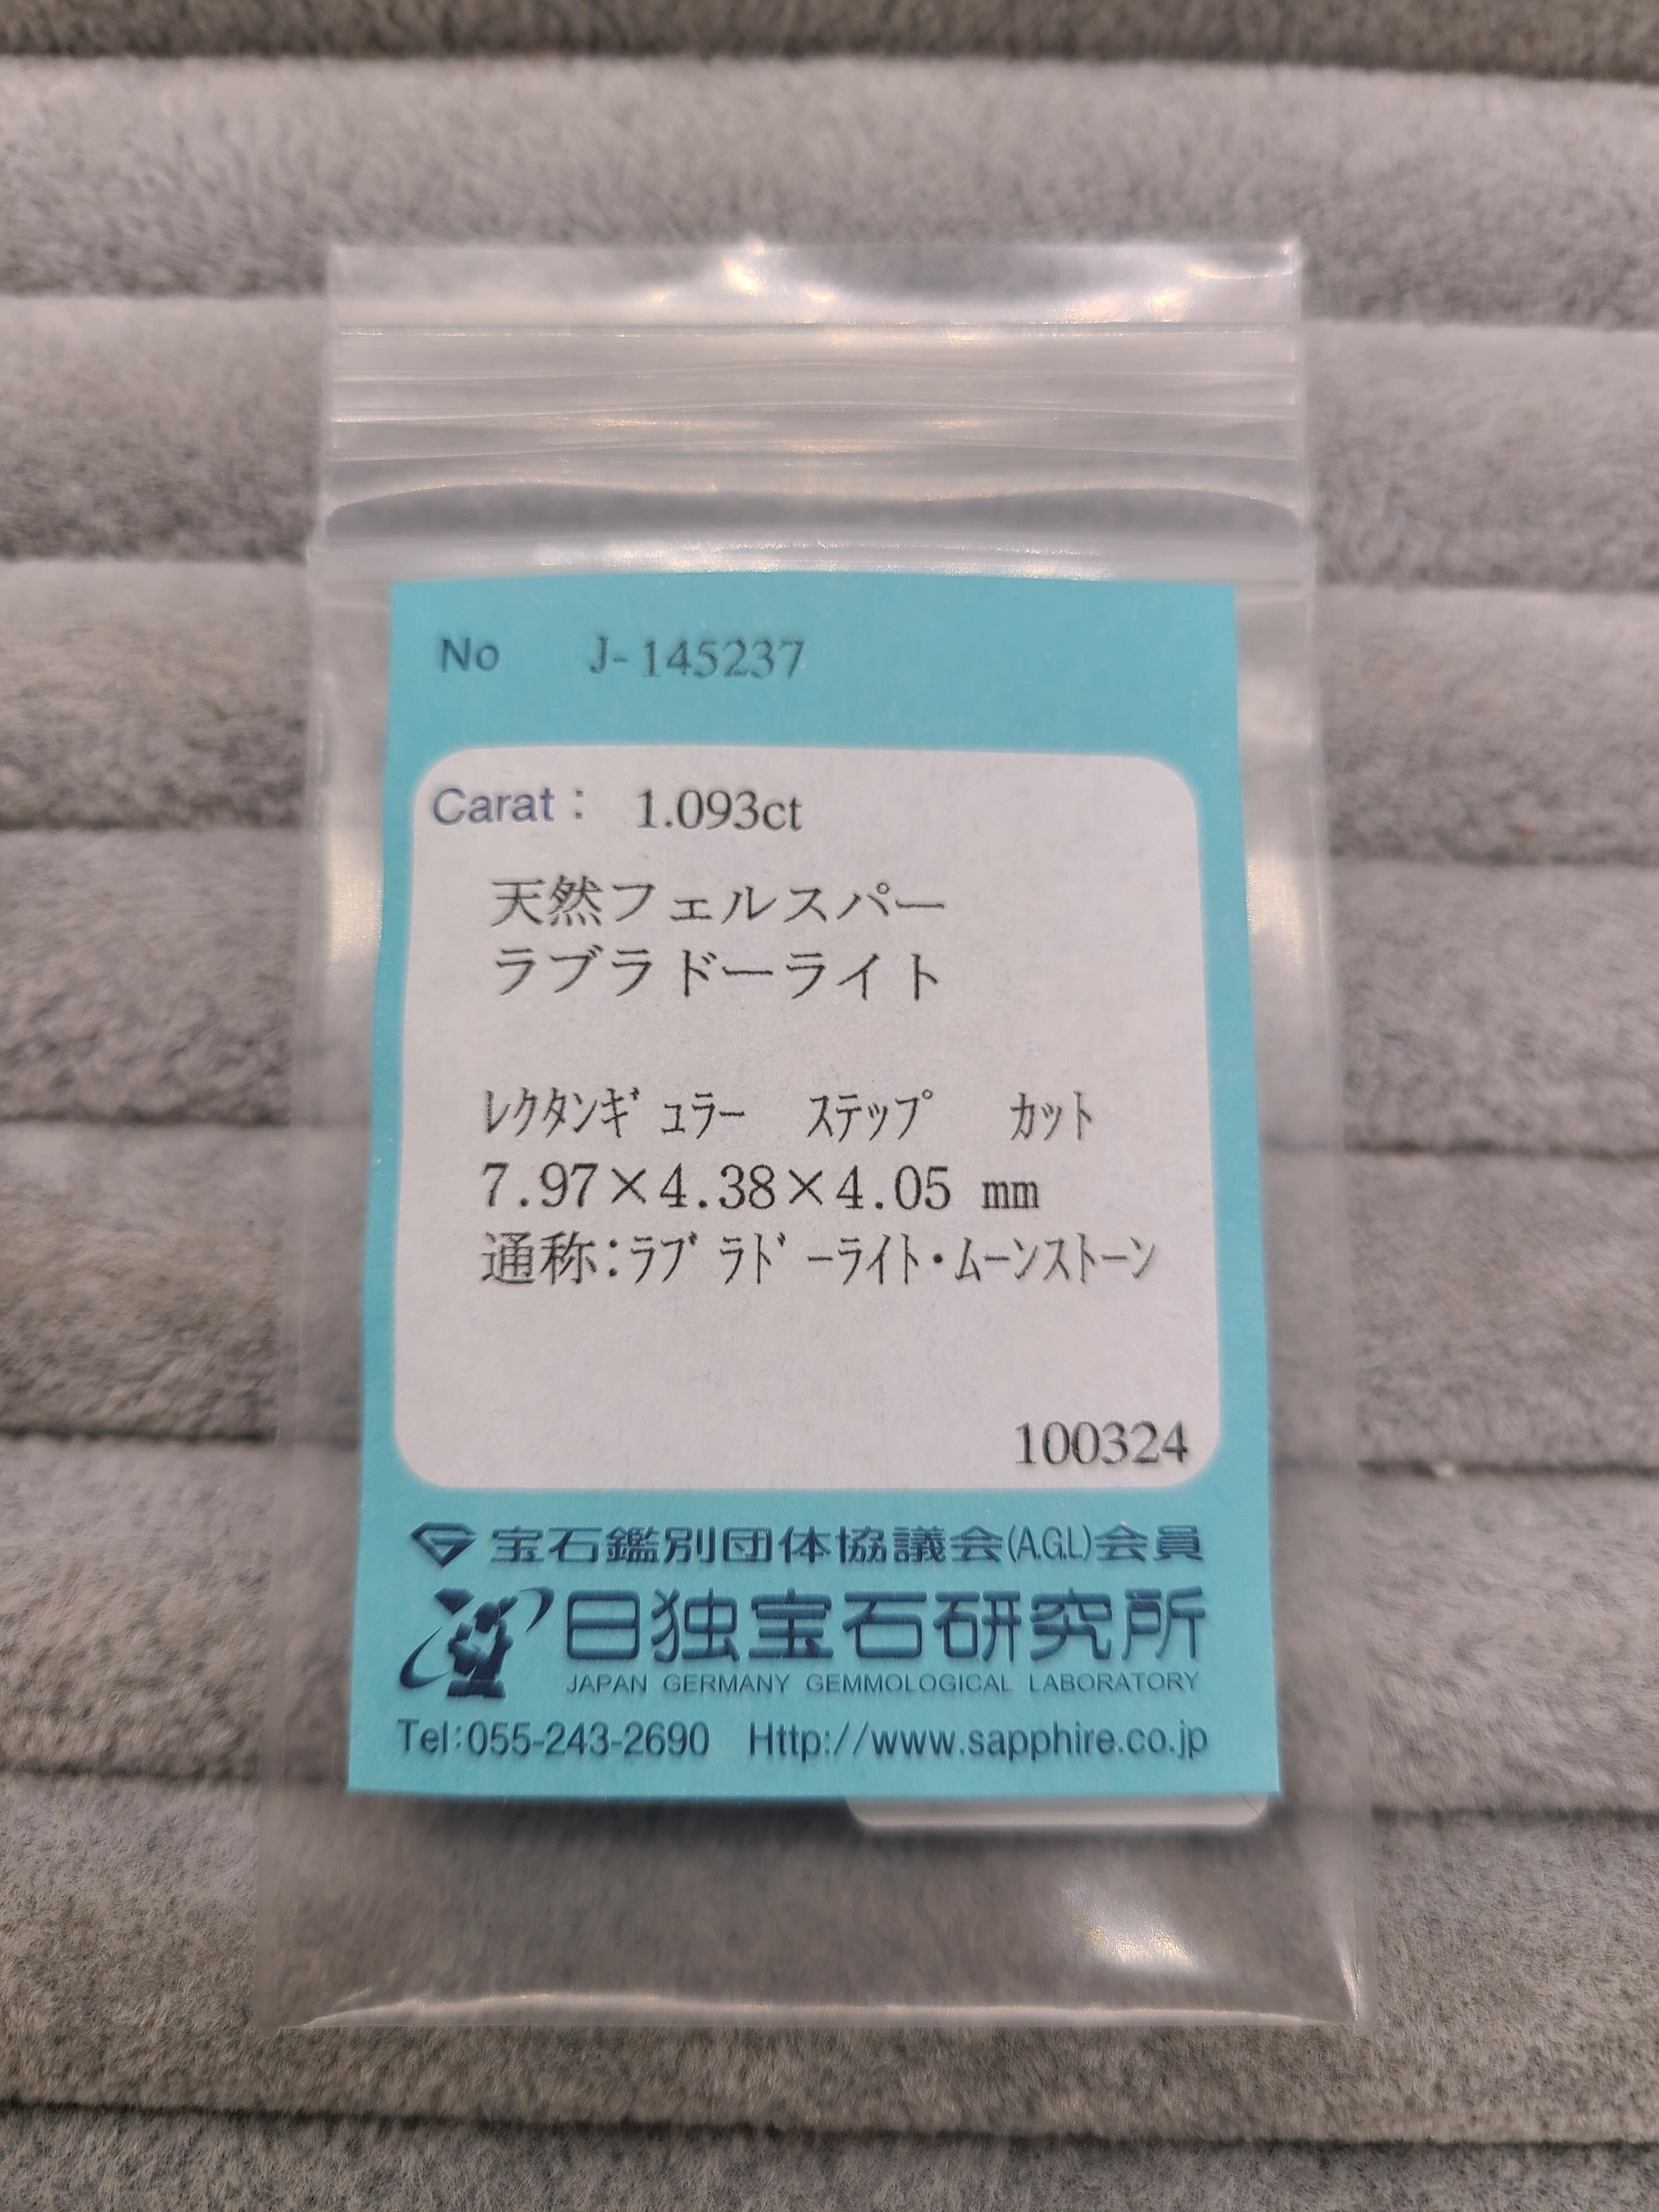 No J-145237
Carat： 1.093ct
天然フェルスパー
ラブラドーライト
ﾚｸﾀﾝｷﾞｭﾗｰ ｽﾃｯﾌﾟ ｶｯﾄ
7.97×4.38×4.05 mm
通称：ﾗﾌﾞﾗﾄﾞｰﾗｲﾄ・ﾑｰﾝｽﾄｰﾝ
100324
宝石鑑別団体協議会(A.G.L)会員
日独宝石研究所
JAPAN GERMANY GEMMOLOGICAL LABORATORY
Tel:055-243-2690 Http://www.sapphire.co.jp